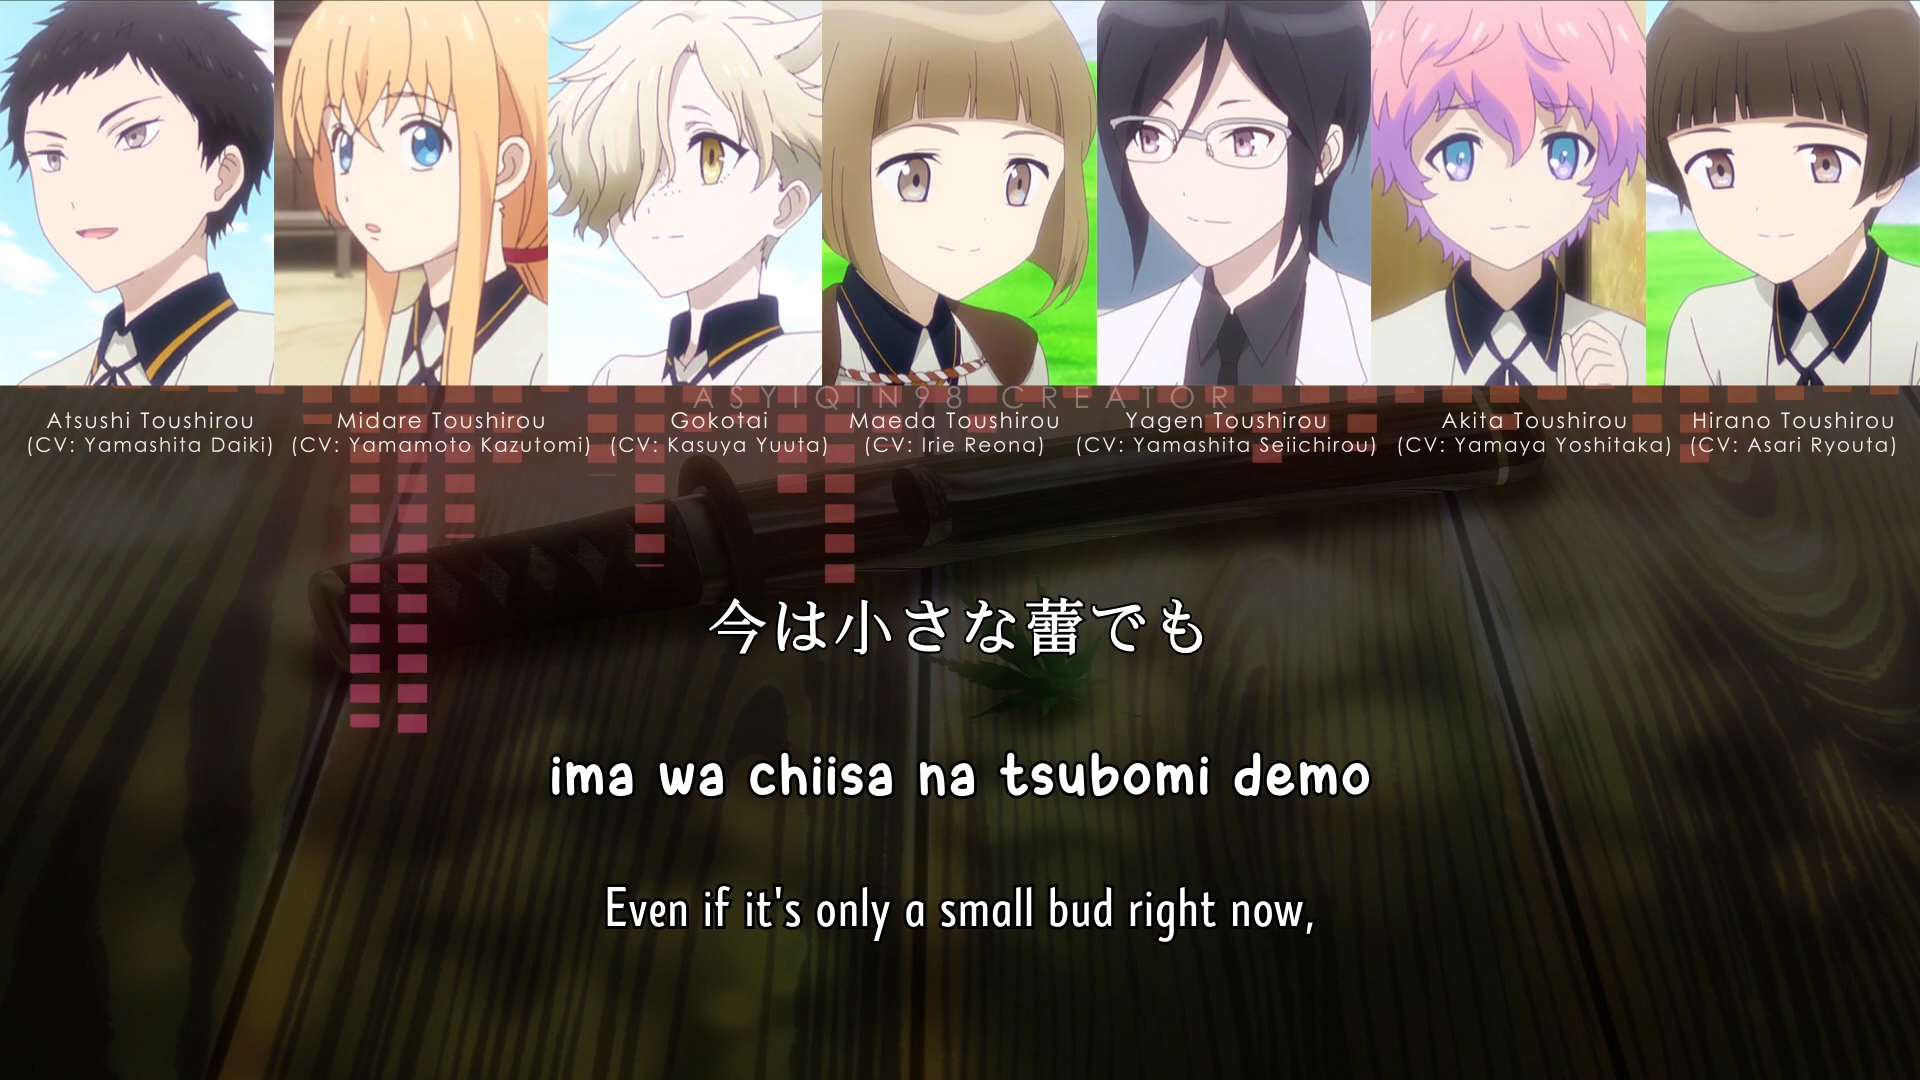 ASYIQIN98 CREATOR
Atsushi Toushirou
(CV: Yamashita Daiki)
Midare Toushirou
(CV: Yamamoto Kazutomi)
Gokotai
(CV: Kasuya Yuuta)
Maeda Toushirou
(CV: Irie Reona)
Yagen Toushirou
(CV: Yamashita Seiichirou)
Akita Toushirou
(CV: Yamaya Yoshitaka)
Hirano Toushirou
(CV: Asari Ryouta)
今は小さな蕾でも
ima wa chiisa na tsubomi demo
Even if it's only a small bud right now,